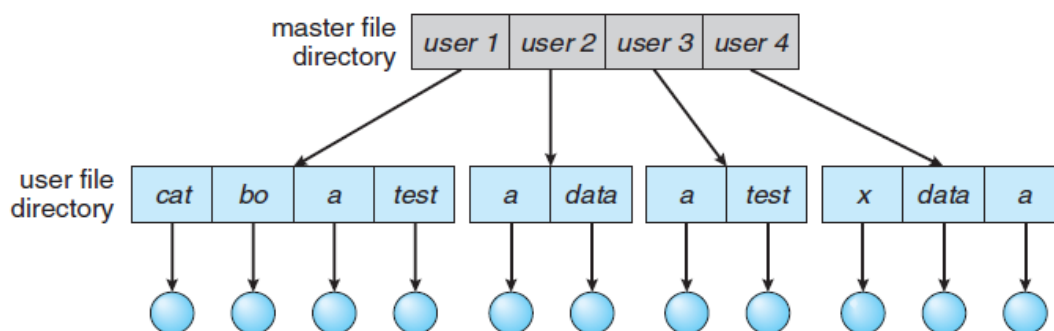 master file
directory
user 1 user 2 user 3 user 4
user file
directory
cat bo a test a data a test x data a